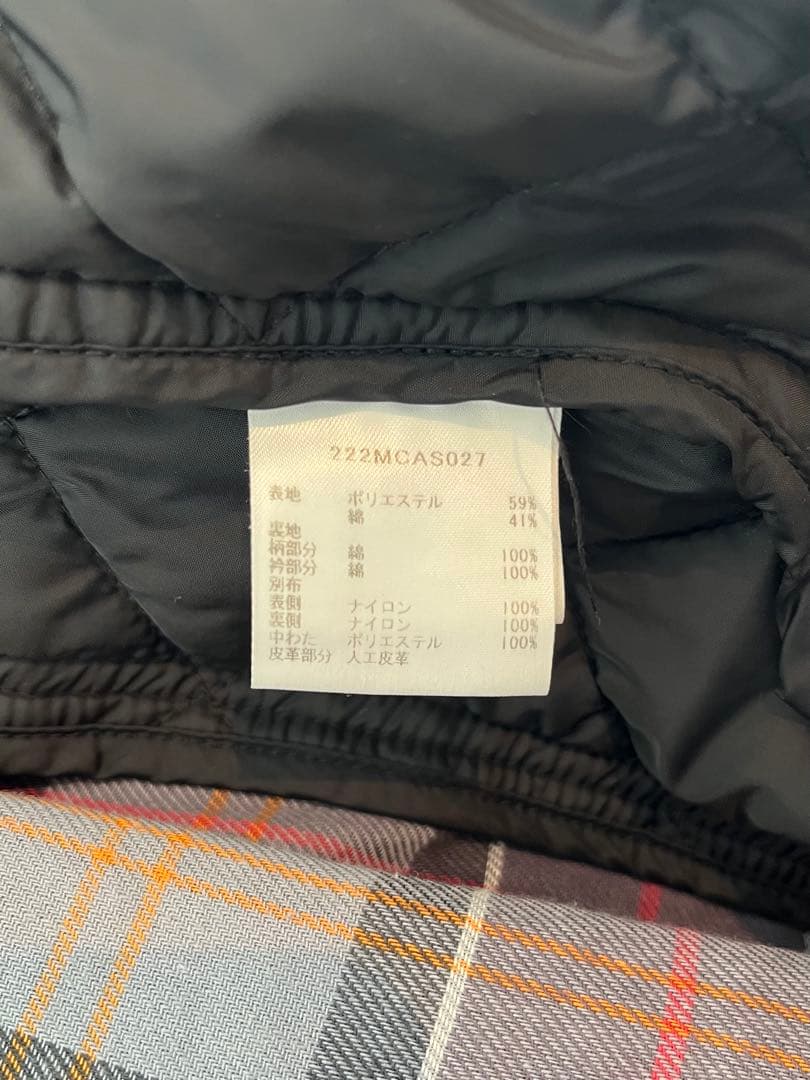 222MCAS027
表地 ポリエステル 59%
綿 41%
裏地
柄部分 綿 100%
衿部分 綿 100%
別布
表側 ナイロン 100%
裏側 ナイロン 100%
中わた ポリエステル 100%
皮革部分 人工皮革